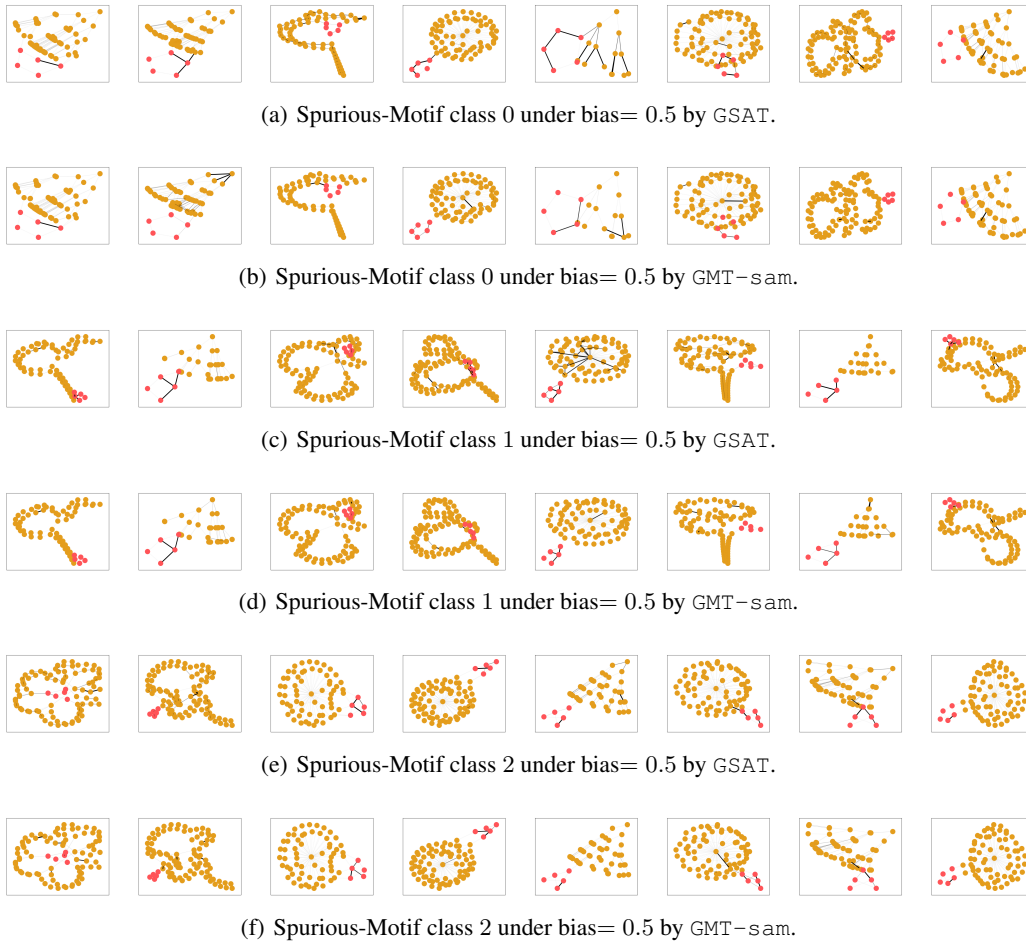 (a) Spurious-Motif class 0 under bias= 0.5 by GSAT.
(b) Spurious-Motif class 0 under bias= 0.5 by GMT-sam.
(c) Spurious-Motif class 1 under bias= 0.5 by GSAT.
(d) Spurious-Motif class 1 under bias= 0.5 by GMT-sam.
(e) Spurious-Motif class 2 under bias= 0.5 by GSAT.
(f) Spurious-Motif class 2 under bias= 0.5 by GMT-sam.